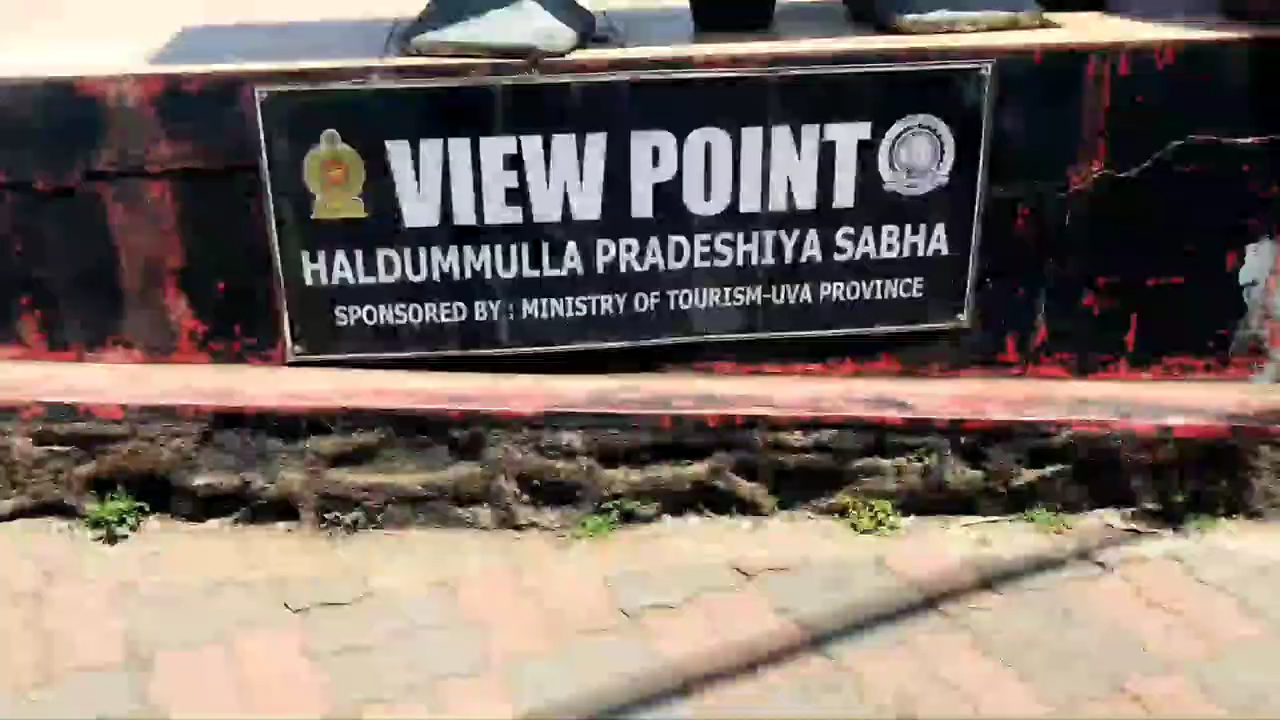 VIEW POINT
HALDUMMULLA PRADESHIYA SABHA
SPONSORED BY : MINISTRY OF TOURISM-UVA PROVINCE